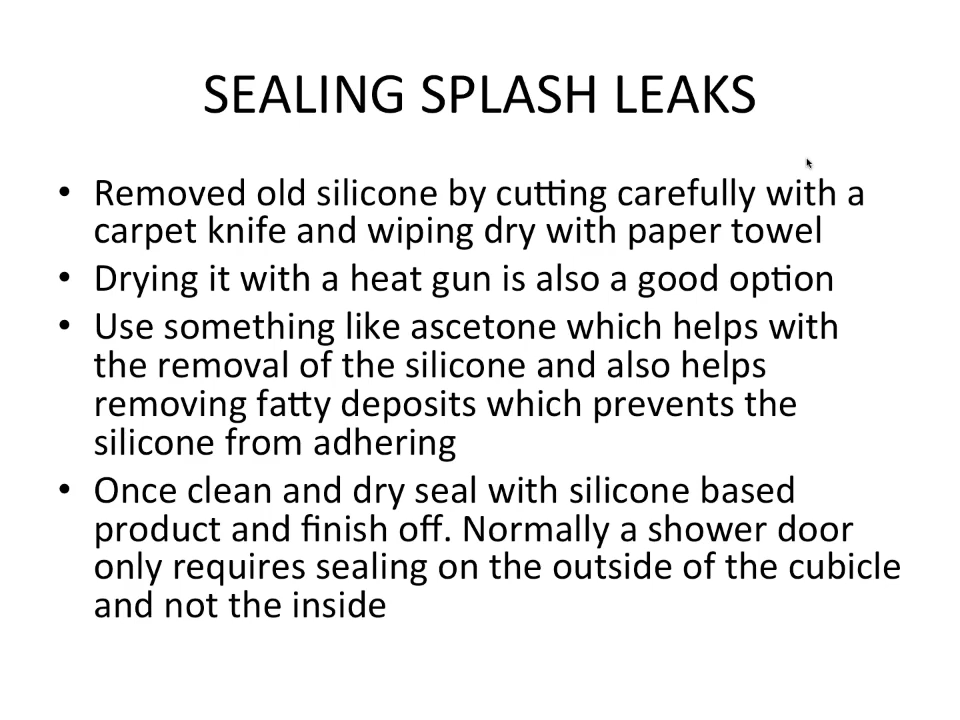 SEALING SPLASH LEAKS
• Removed old silicone by cutting carefully with a
carpet knife and wiping dry with paper towel
• Drying it with a heat gun is also a good option
• Use something like ascetone which helps with
the removal of the silicone and also helps
removing fatty deposits which prevents the
silicone from adhering
• Once clean and dry seal with silicone based
product and finish off. Normally a shower door
only requires sealing on the outside of the cubicle
and not the inside